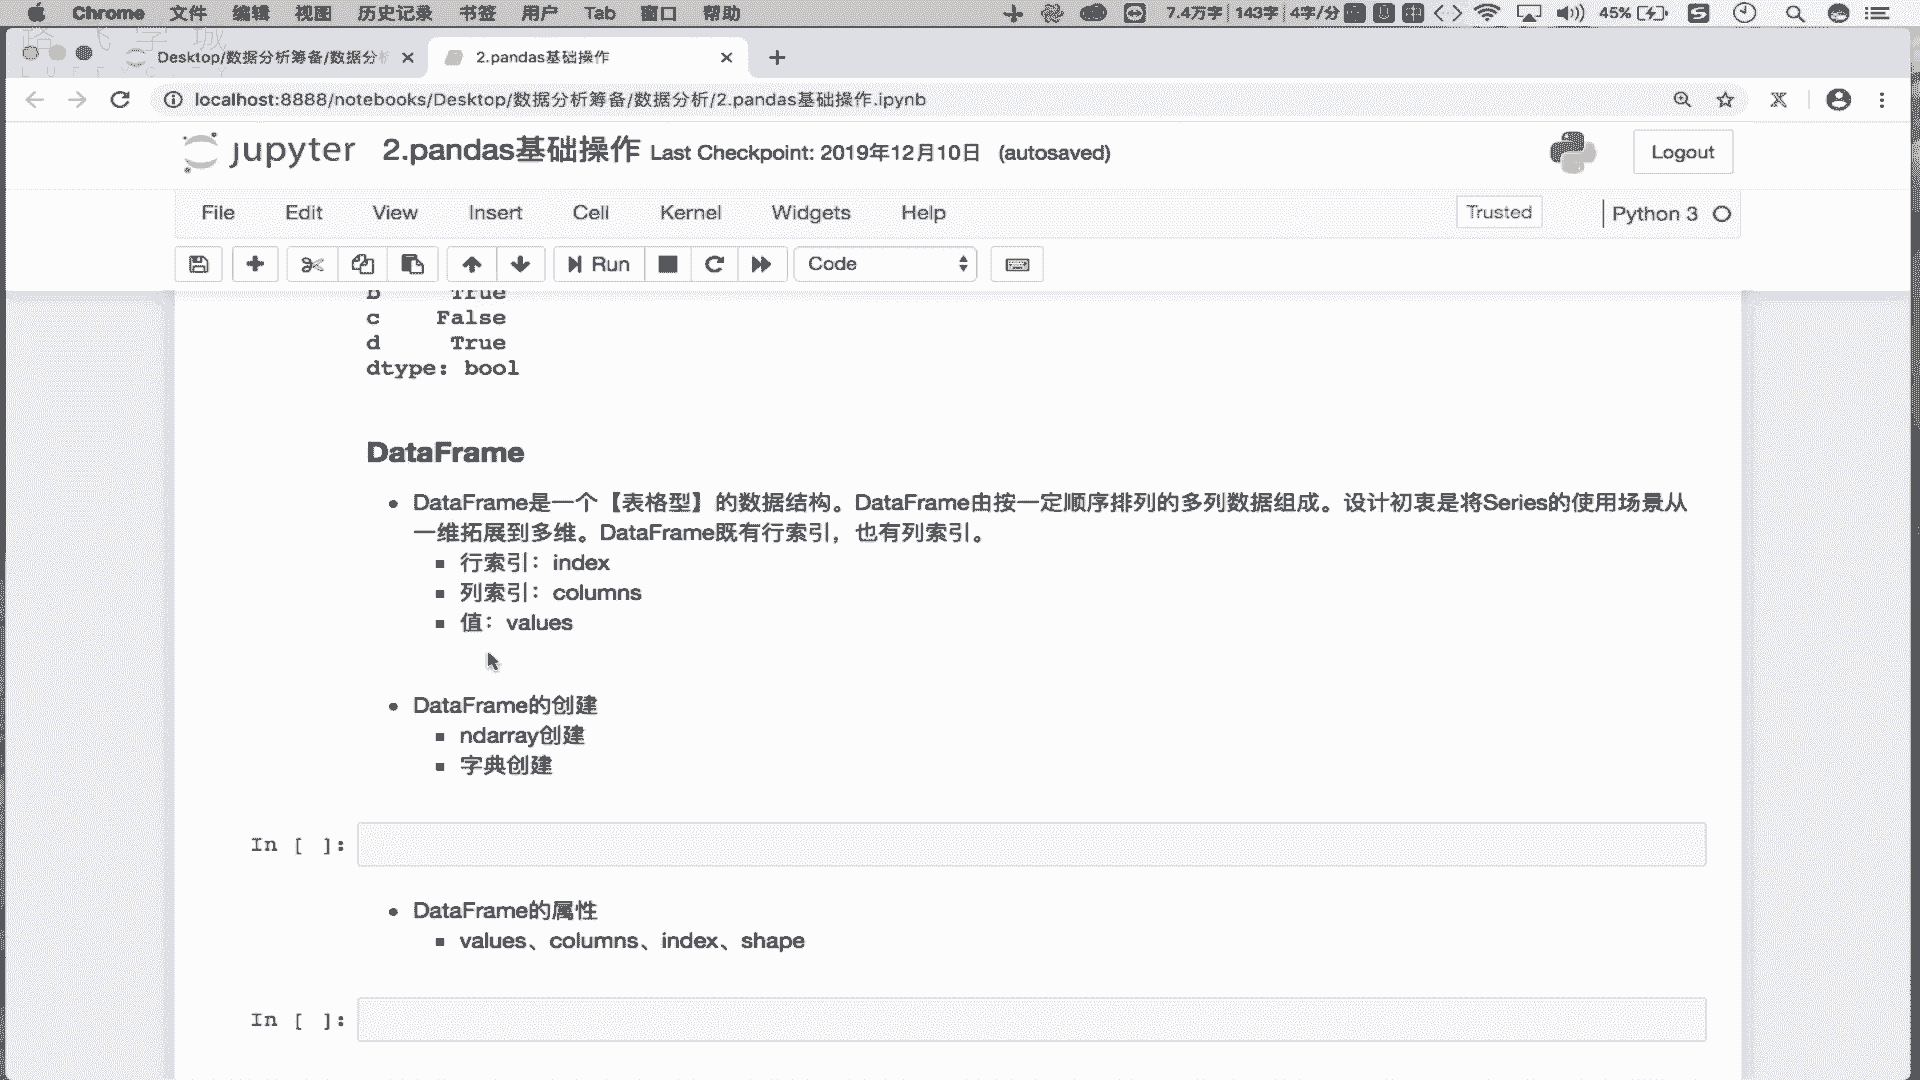 Chrome 文件 编辑 视图 历史记录 书签 用户 Tab 窗口 帮助 7.4万字 143字 4字/分 45%
Desktop/数据分析筹备/数据分析 2.pandas基础操作
localhost:8888/notebooks/Desktop/数据分析筹备/数据分析/2.pandas基础操作.ipynb
jupyter 2.pandas基础操作 Last Checkpoint: 2019年12月10日 (autosaved) Logout
File Edit View Insert Cell Kernel Widgets Help Trusted Python 3
Run Code
b True
c False
d True
dtype: bool
DataFrame
DataFrame是一个【表格型】的数据结构。DataFrame由按一定顺序排列的多列数据组成。设计初衷是将Series的使用场景从
一维拓展到多维。DataFrame既有行索引，也有列索引。
行索引：index
列索引：columns
值：values
DataFrame的创建
ndarray创建
字典创建
In [ ]:
DataFrame的属性
values、columns、index、shape
In [ ]: